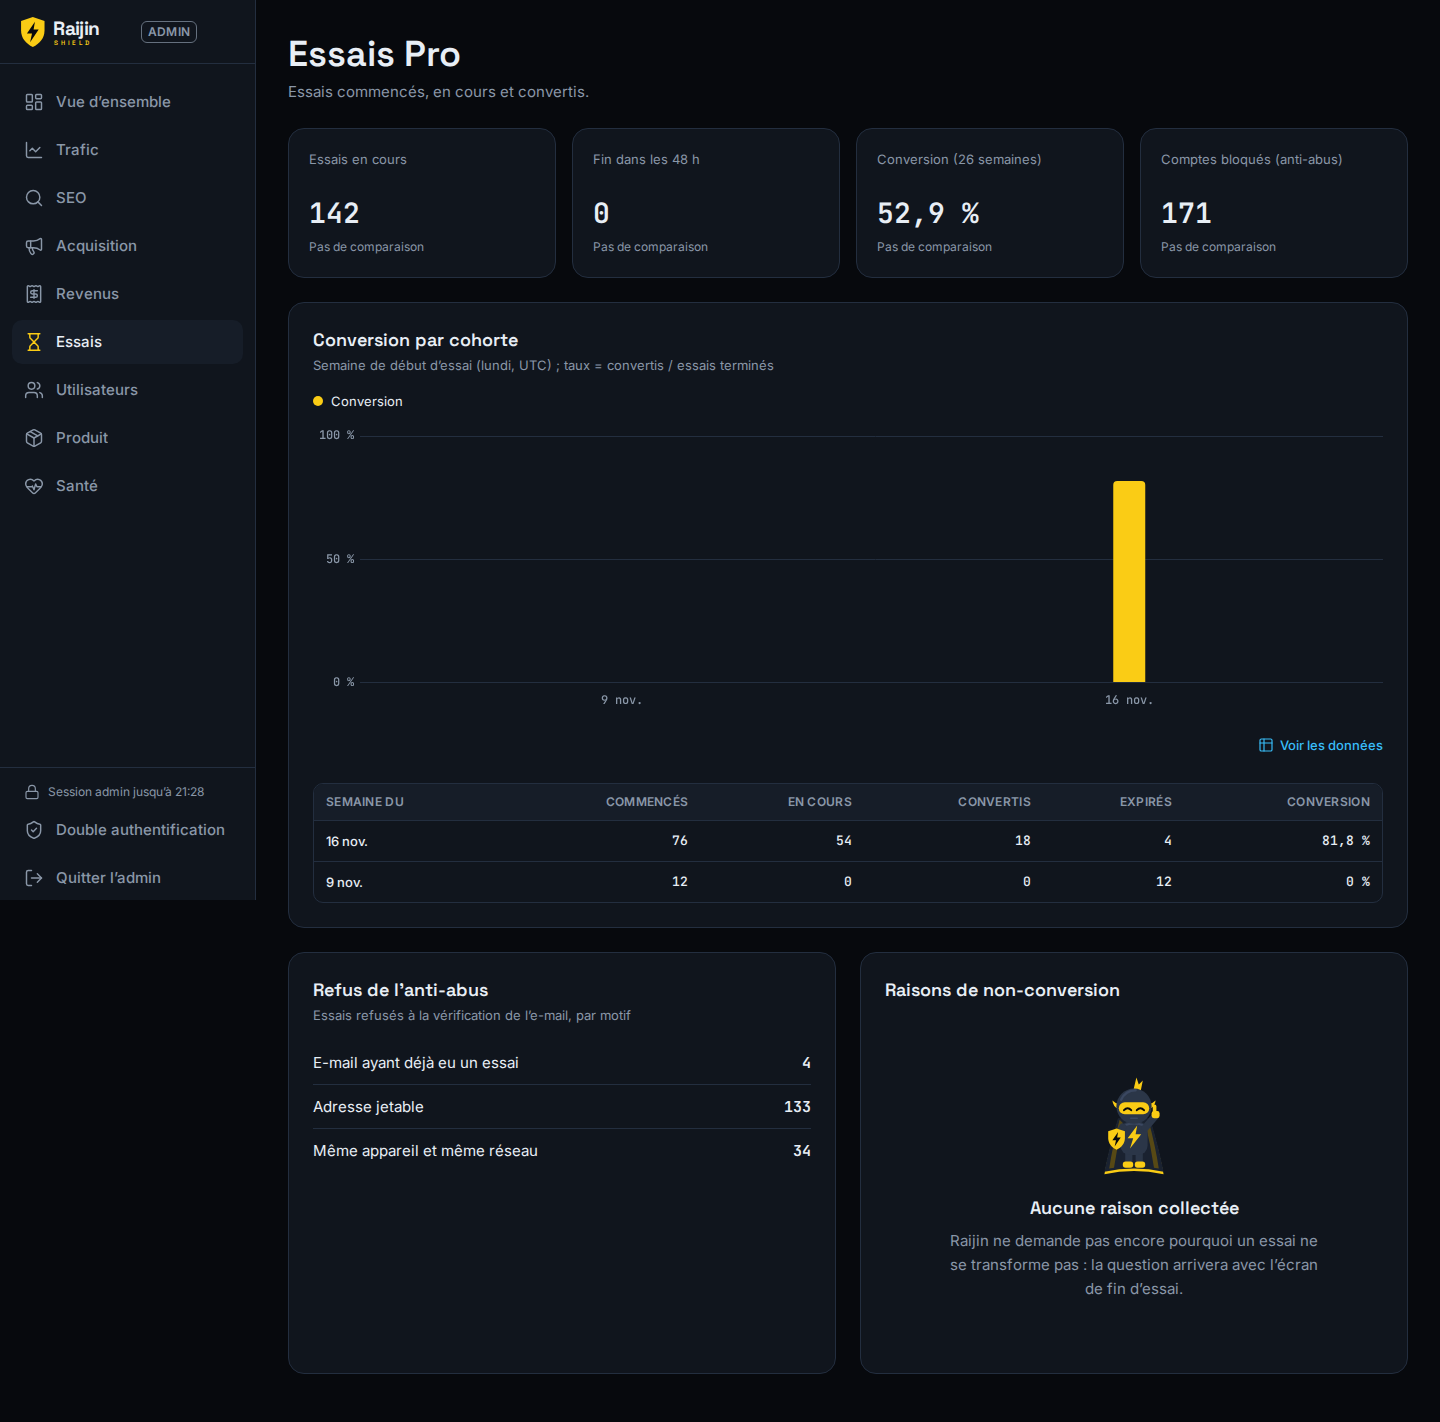 Raijin
SHIELD
ADMIN
Vue d’ensemble
Trafic
SEO
Acquisition
Revenus
Essais
Utilisateurs
Produit
Santé
Session admin jusqu’à 21:28
Double authentification
Quitter l’admin
Essais Pro
Essais commencés, en cours et convertis.
Essais en cours
142
Pas de comparaison
Fin dans les 48 h
0
Pas de comparaison
Conversion (26 semaines)
52,9 %
Pas de comparaison
Comptes bloqués (anti-abus)
171
Pas de comparaison
Conversion par cohorte
Semaine de début d’essai (lundi, UTC) ; taux = convertis / essais terminés
Conversion
100 %
50 %
0 %
9 nov. 16 nov.
Voir les données
SEMAINE DU COMMENCÉS EN COURS CONVERTIS EXPIRÉS CONVERSION
16 nov. 76 54 18 4 81,8 %
9 nov. 12 0 0 12 0 %
Refus de l’anti-abus
Essais refusés à la vérification de l’e-mail, par motif
E-mail ayant déjà eu un essai 4
Adresse jetable 133
Même appareil et même réseau 34
Raisons de non-conversion
Aucune raison collectée
Raijin ne demande pas encore pourquoi un essai ne
se transforme pas : la question arrivera avec l’écran
de fin d’essai.